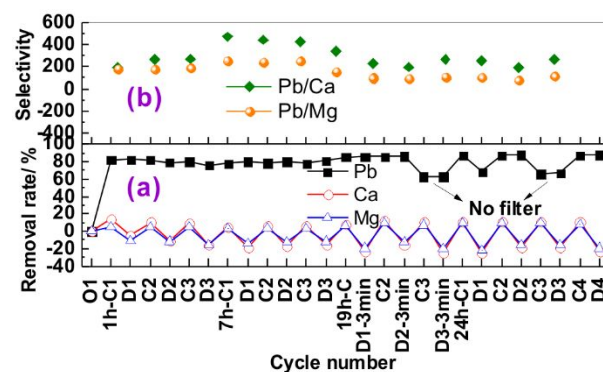 Selectivity
600
400
200
0
(b)
Pb/Ca
Pb/Mg
Removal rate/ %
100
80
60
40
20
0
-20
-40
(a)
Pb
Ca
Mg
No filter
O1
1h-C1
D1
C2
D2
C3
D3
7h-C1
D1
C2
D2
C3
D3
19h-C
D1-3min
C2
D2-3min
C3
D3-3min
24h-C1
D1
C2
D2
C3
D3
C4
D4
Cycle number